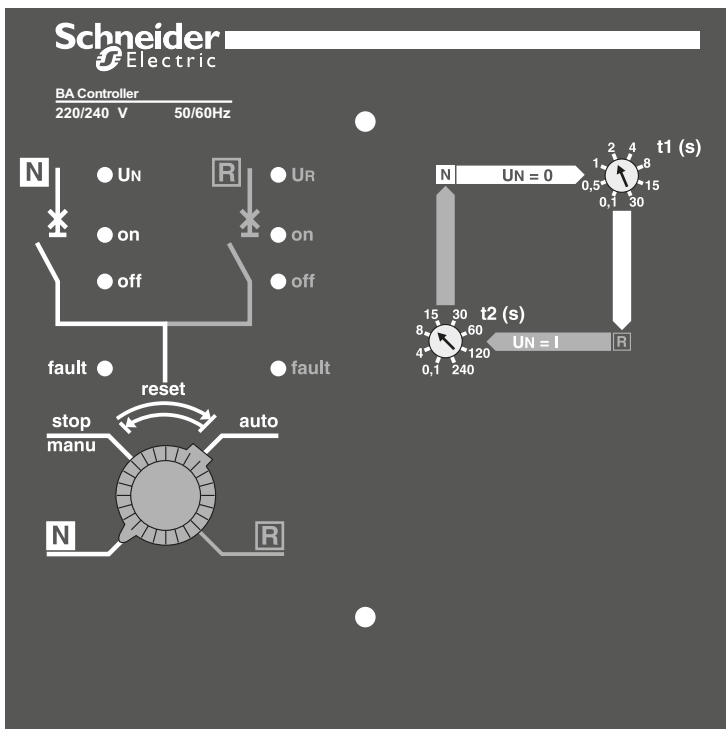 Schneider
Electric
BA Controller
220/240 V 50/60Hz
N UN R UR
on on
off off
fault fault
reset
stop auto
manu
N R
t1 (s)
N UN = 0
0,1 0,5 1 2 4 8 15 30
t2 (s)
0,1 4 8 15 30 60 120 240
UN = I R